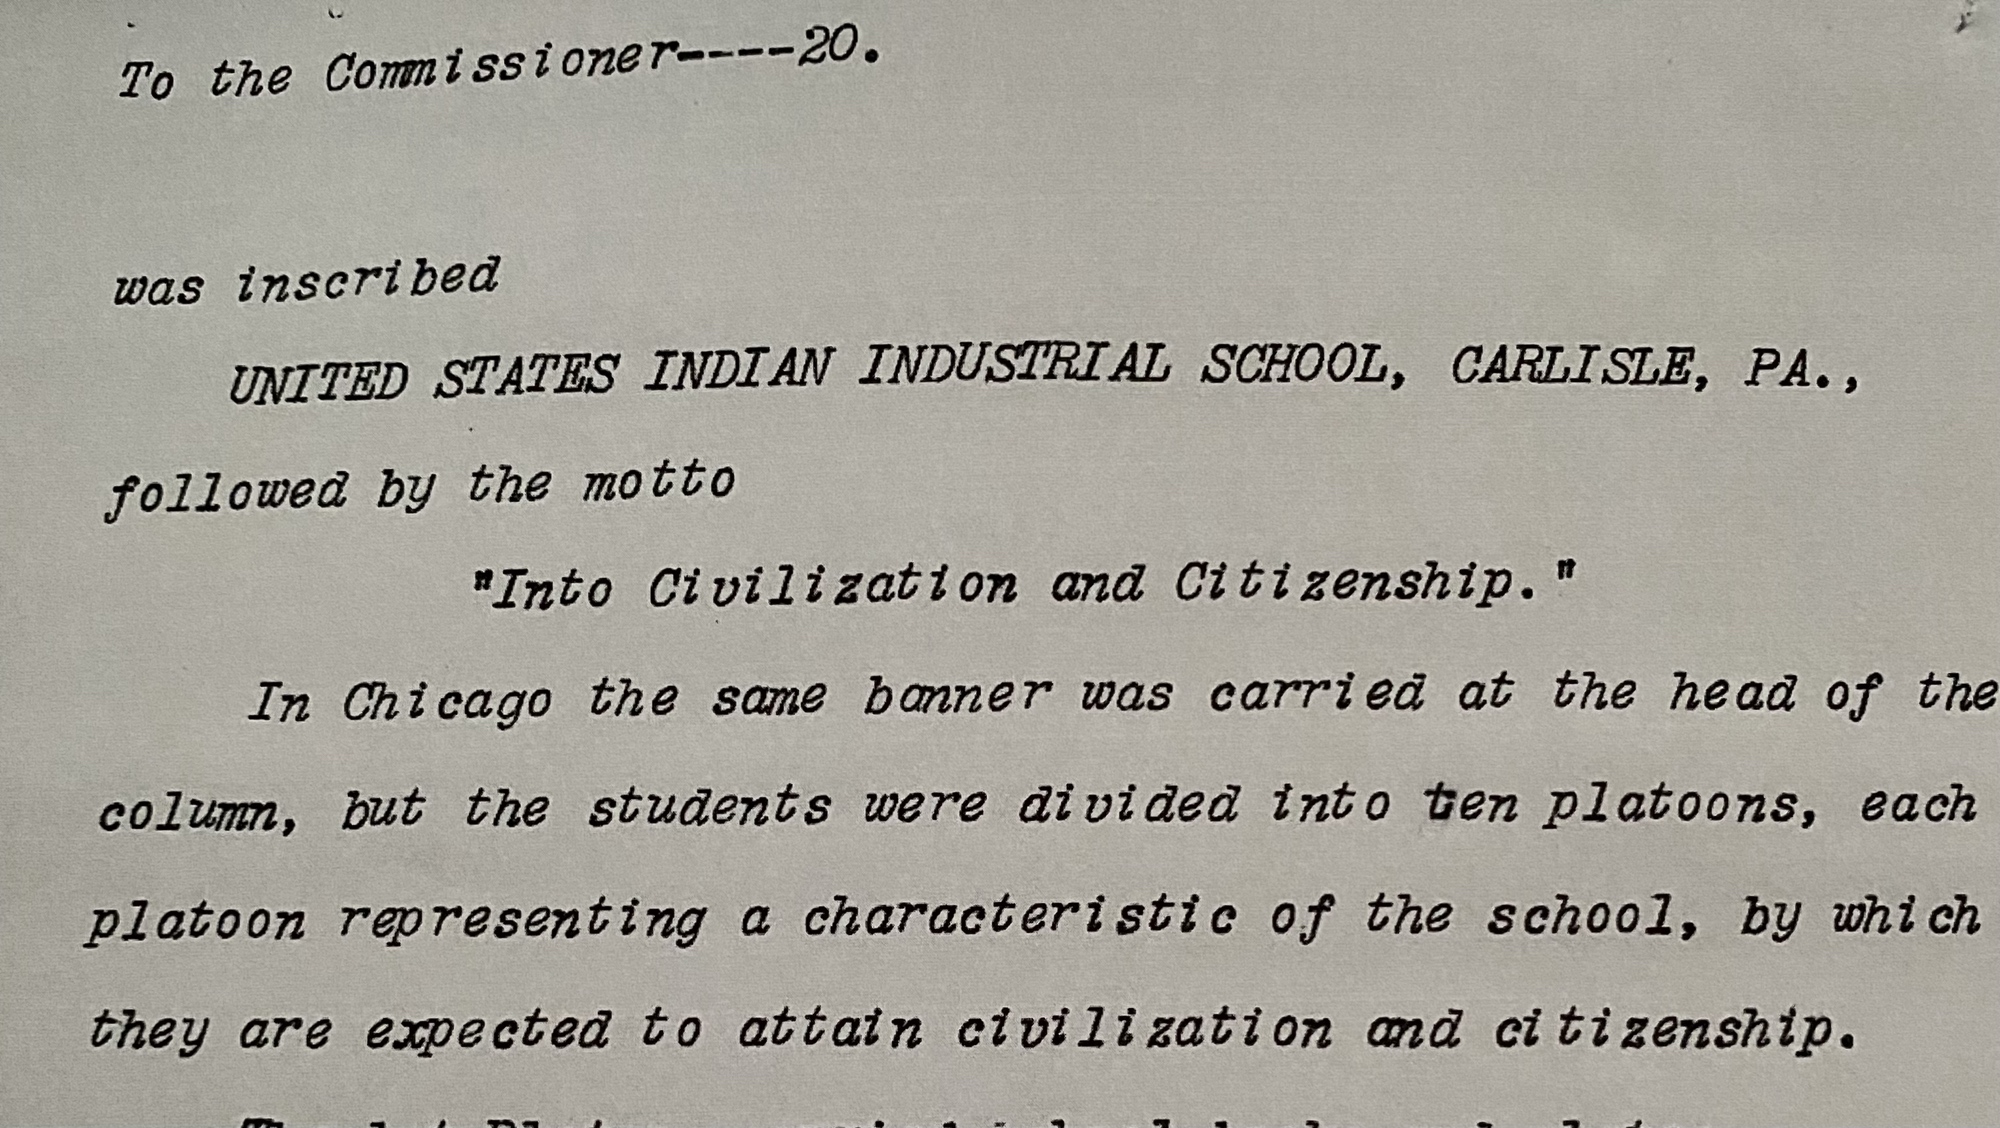 To the Commissioner----20.
was inscribed
UNITED STATES INDIAN INDUSTRIAL SCHOOL, CARLISLE, PA.,
followed by the motto
"Into Civilization and Citizenship."
In Chicago the same banner was carried at the head of the
column, but the students were divided into ten platoons, each
platoon representing a characteristic of the school, by which
they are expected to attain civilization and citizenship.